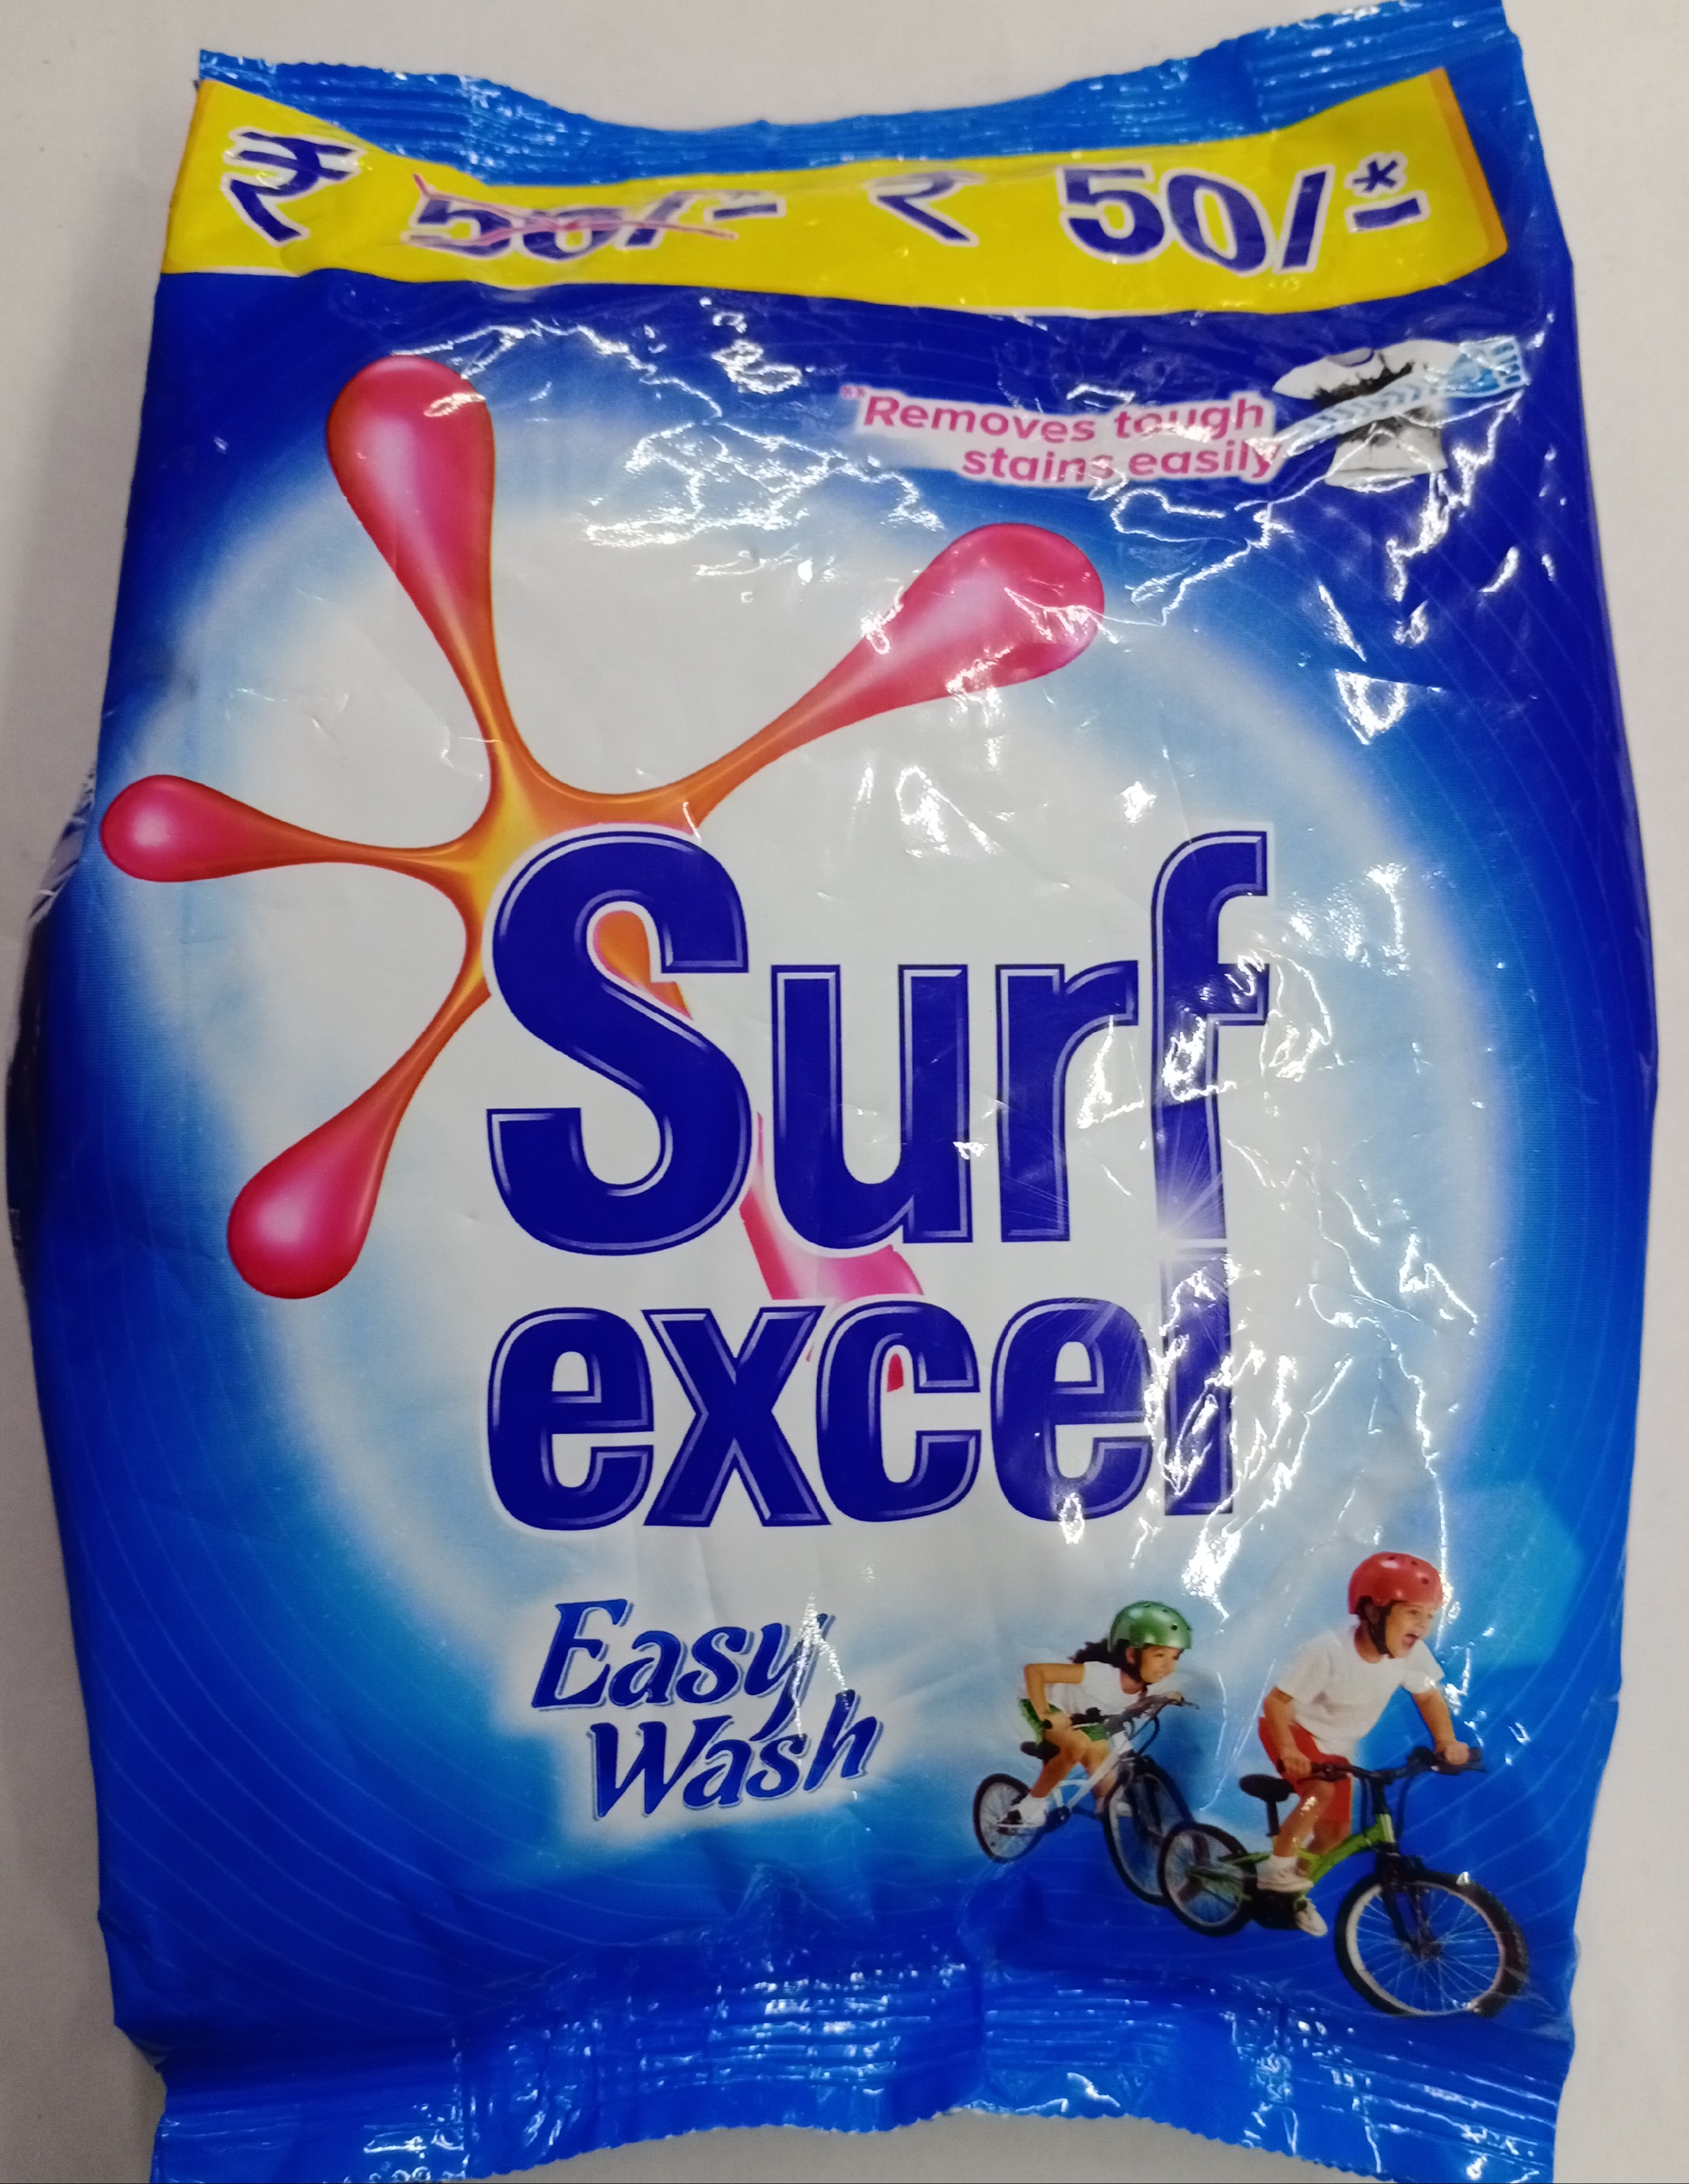 ₹ 50/- ₹ 50/*-
**Removes tough
stains easily
Surf
excel
Easy
Wash